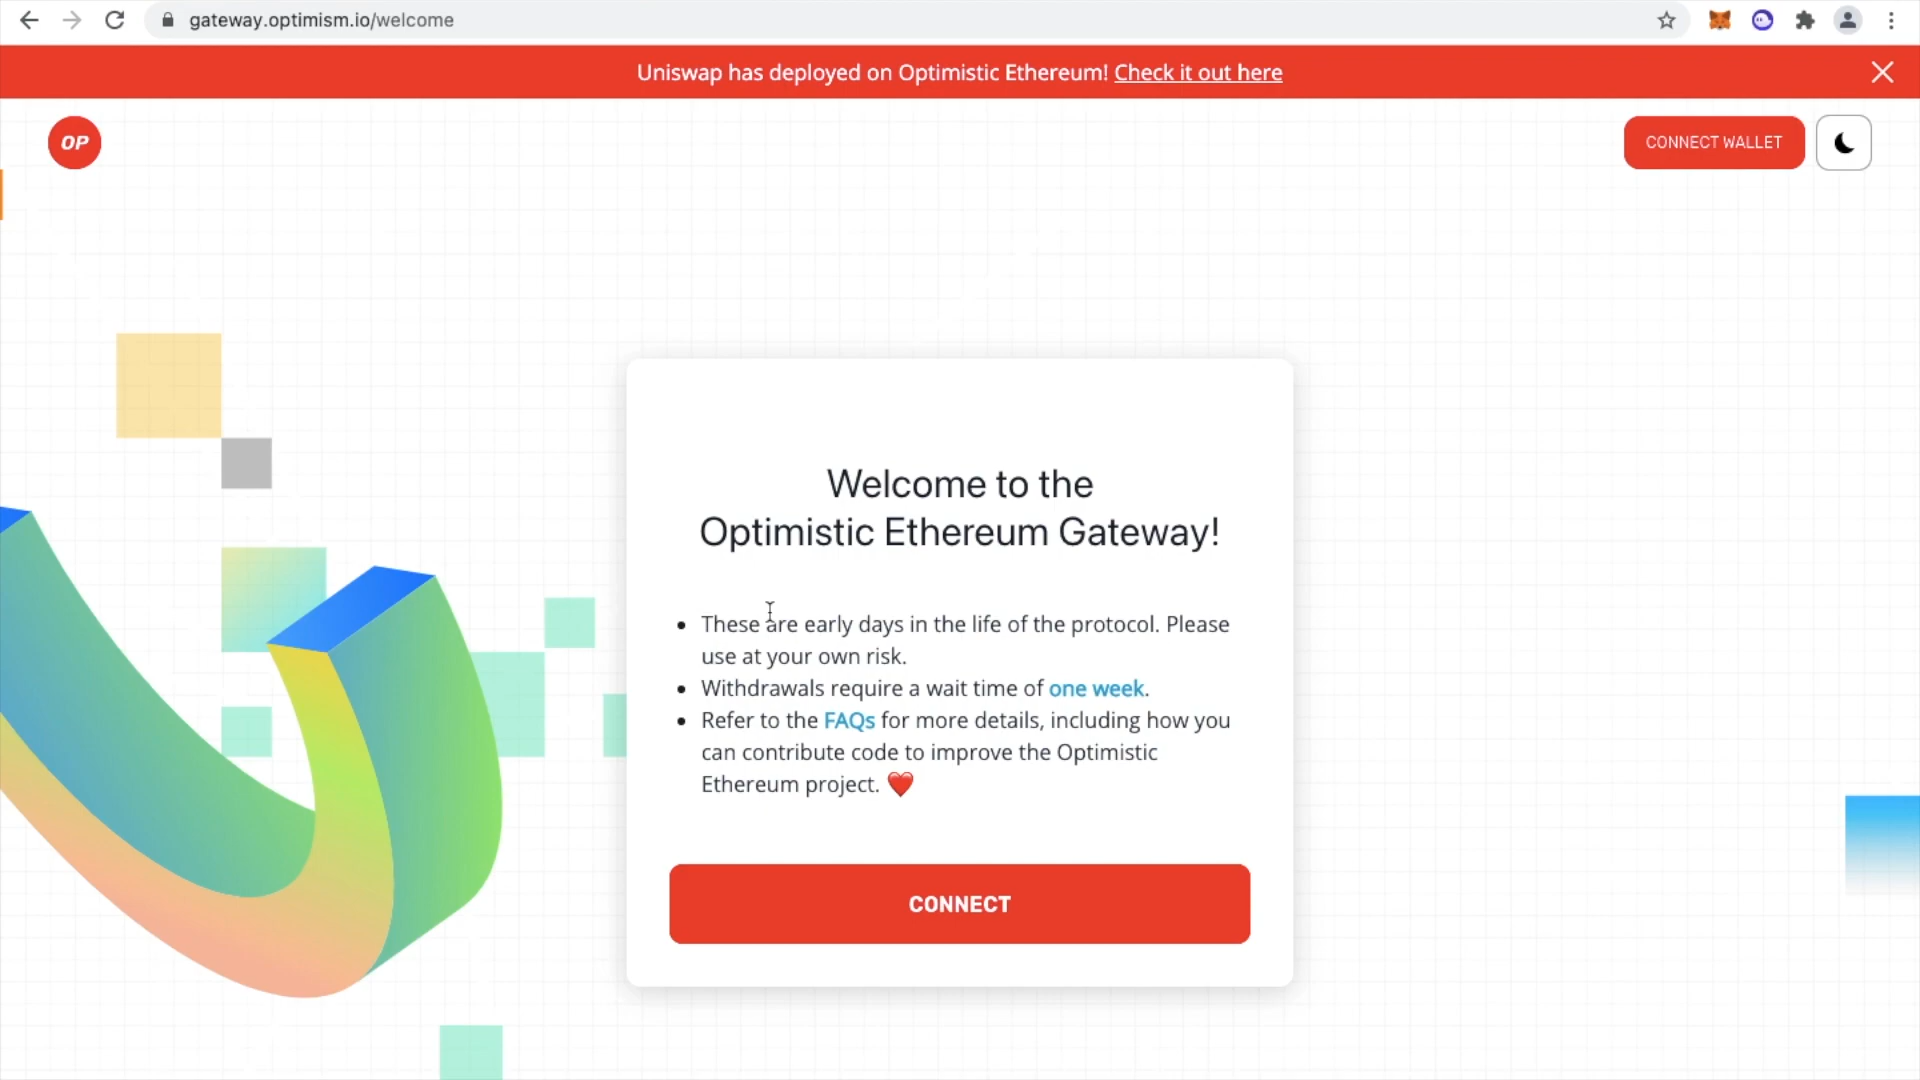 gateway.optimism.io/welcome
Uniswap has deployed on Optimistic Ethereum! Check it out here
OP
CONNECT WALLET
Welcome to the
Optimistic Ethereum Gateway!
These are early days in the life of the protocol. Please
use at your own risk.
Withdrawals require a wait time of one week.
Refer to the FAQs for more details, including how you
can contribute code to improve the Optimistic
Ethereum project. ❤️
CONNECT